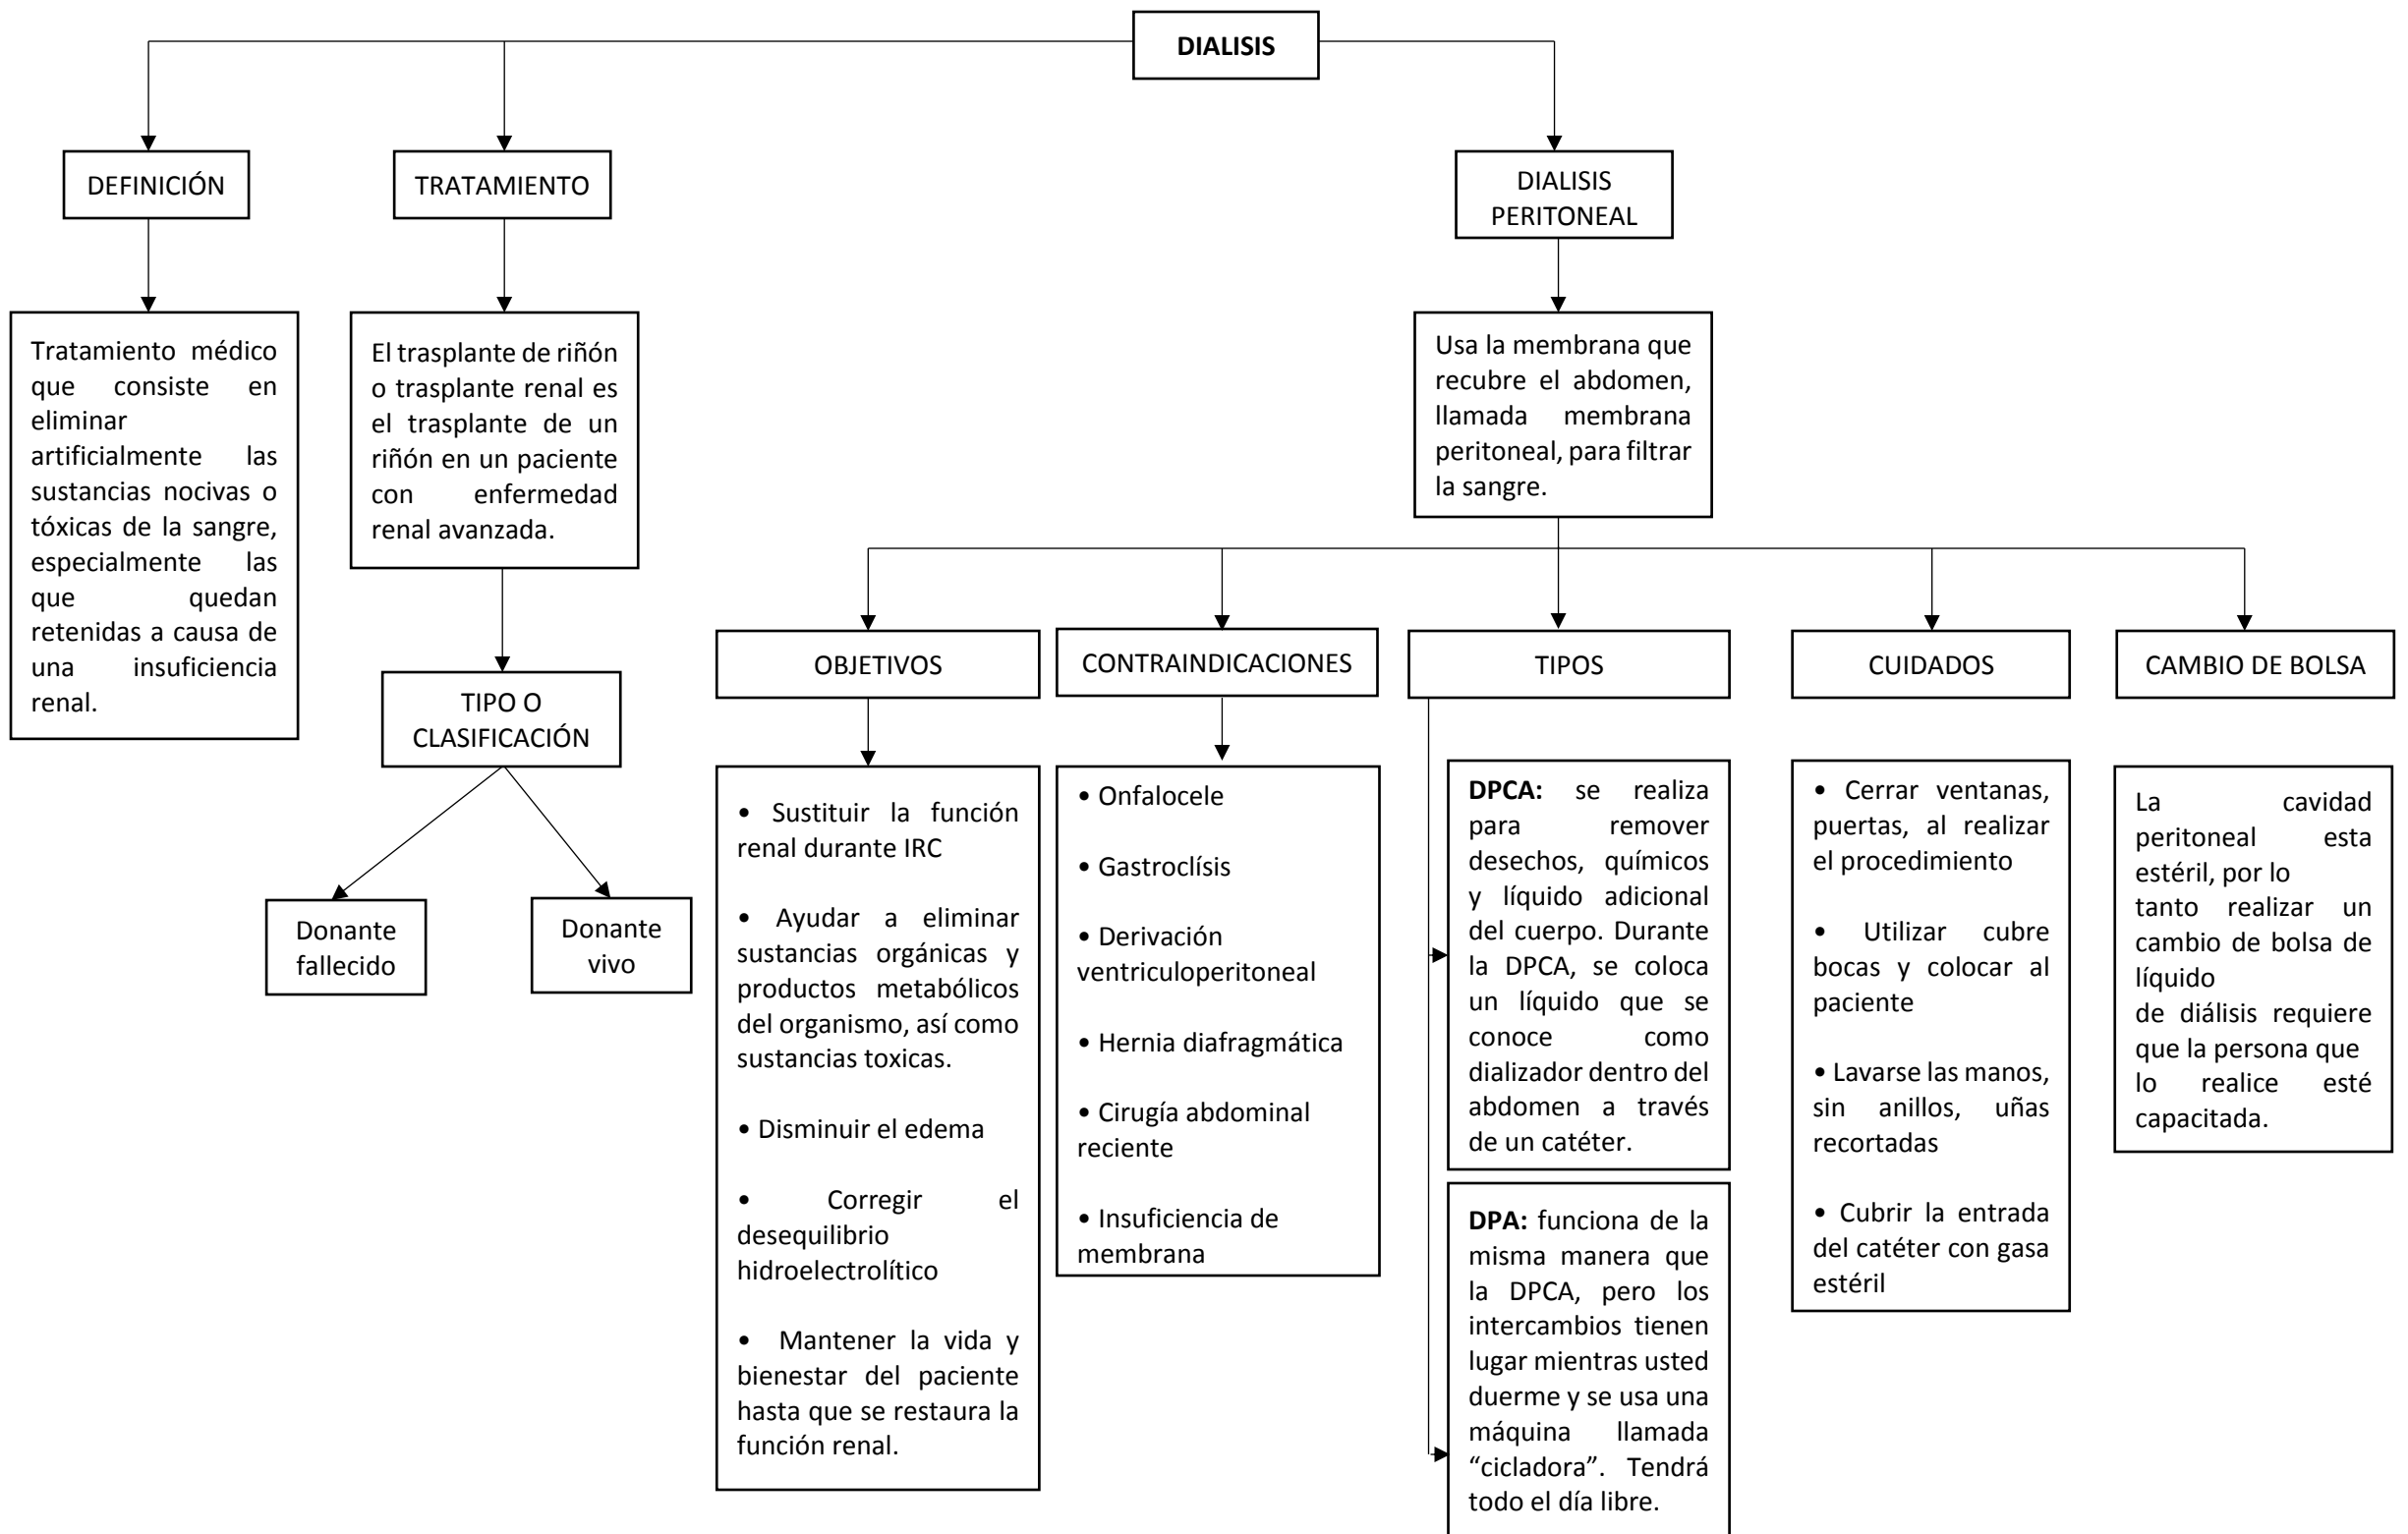 DIALISIS
DEFINICIÓN
TRATAMIENTO
DIALISIS
PERITONEAL
Tratamiento médico
que consiste en
eliminar
artificialmente las
sustancias nocivas o
tóxicas de la sangre,
especialmente las
que quedan
retenidas a causa de
una insuficiencia
renal.
El trasplante de riñón
o trasplante renal es
el trasplante de un
riñón en un paciente
con enfermedad
renal avanzada.
Usa la membrana que
recubre el abdomen,
llamada membrana
peritoneal, para filtrar
la sangre.
TIPO O
CLASIFICACIÓN
Donante
fallecido
Donante
vivo
OBJETIVOS
CONTRAINDICACIONES
TIPOS
CUIDADOS
CAMBIO DE BOLSA
• Sustituir la función
renal durante IRC
• Ayudar a eliminar
sustancias orgánicas y
productos metabólicos
del organismo, así como
sustancias toxicas.
• Disminuir el edema
• Corregir el
desequilibrio
hidroelectrolítico
• Mantener la vida y
bienestar del paciente
hasta que se restaura la
función renal.
• Onfalocele
• Gastroclísis
• Derivación
ventriculoperitoneal
• Hernia diafragmática
• Cirugía abdominal
reciente
• Insuficiencia de
membrana
DPCA: se realiza
para remover
desechos, químicos
y líquido adicional
del cuerpo. Durante
la DPCA, se coloca
un líquido que se
conoce como
dializador dentro del
abdomen a través
de un catéter.
DPA: funciona de la
misma manera que
la DPCA, pero los
intercambios tienen
lugar mientras usted
duerme y se usa una
máquina llamada
“cicladora”. Tendrá
todo el día libre.
• Cerrar ventanas,
puertas, al realizar
el procedimiento
• Utilizar cubre
bocas y colocar al
paciente
• Lavarse las manos,
sin anillos, uñas
recortadas
• Cubrir la entrada
del catéter con gasa
estéril
La cavidad
peritoneal esta
estéril, por lo
tanto realizar un
cambio de bolsa de
líquido
de diálisis requiere
que la persona que
lo realice esté
capacitada.